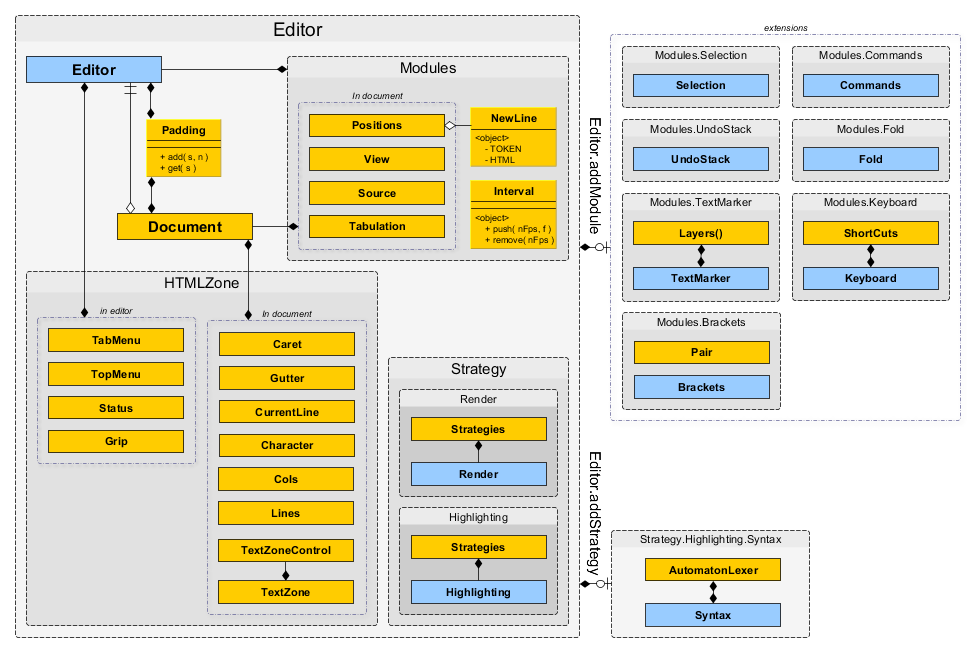 Editor
extensions
Editor
Modules
In document
Positions
View
Source
Tabulation
NewLine
<object>
- TOKEN
- HTML
Interval
<object>
+ push( nFps, f )
+ remove( nFps )
Padding
+ add( s, n )
+ get( s )
Document
HTMLZone
in editor
TabMenu
TopMenu
Status
Grip
In document
Caret
Gutter
CurrentLine
Character
Cols
Lines
TextZoneControl
TextZone
Strategy
Render
Strategies
Render
Highlighting
Strategies
Highlighting
Editor.addModule
Modules.Selection
Selection
Modules.Commands
Commands
Modules.UndoStack
UndoStack
Modules.Fold
Fold
Modules.TextMarker
Layers()
TextMarker
Modules.Keyboard
ShortCuts
Keyboard
Modules.Brackets
Pair
Brackets
Editor.addStrategy
Strategy.Highlighting.Syntax
AutomatonLexer
Syntax